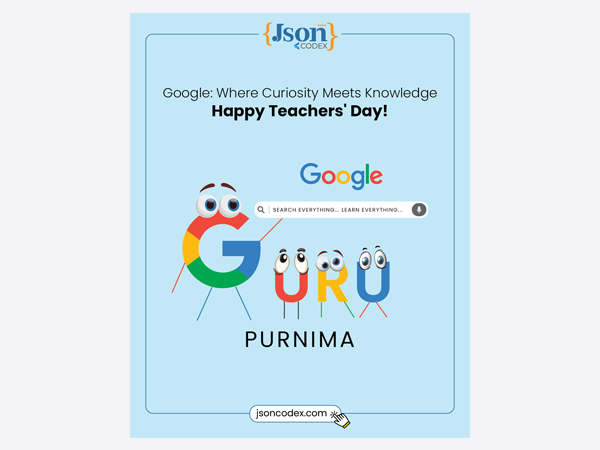 {Json}
CODEX
Google: Where Curiosity Meets Knowledge
Happy Teachers' Day!
Google
SEARCH EVERYTHING... LEARN EVERYTHING...
GURU
PURNIMA
jsoncodex.com